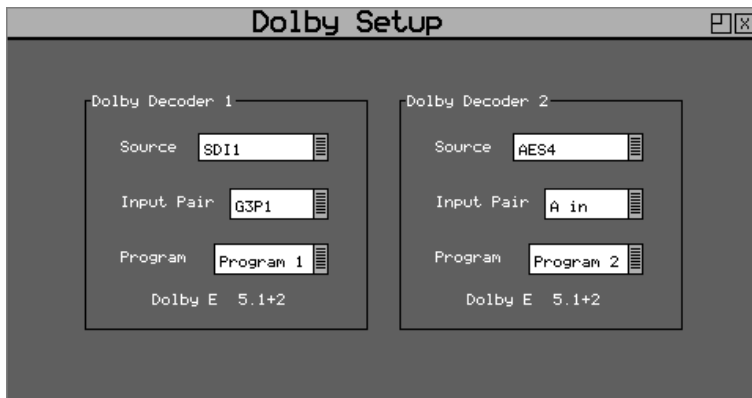 Dolby Setup
Dolby Decoder 1
Source SDI1
Input Pair G3P1
Program Program 1
Dolby E 5.1+2
Dolby Decoder 2
Source AES4
Input Pair A in
Program Program 2
Dolby E 5.1+2